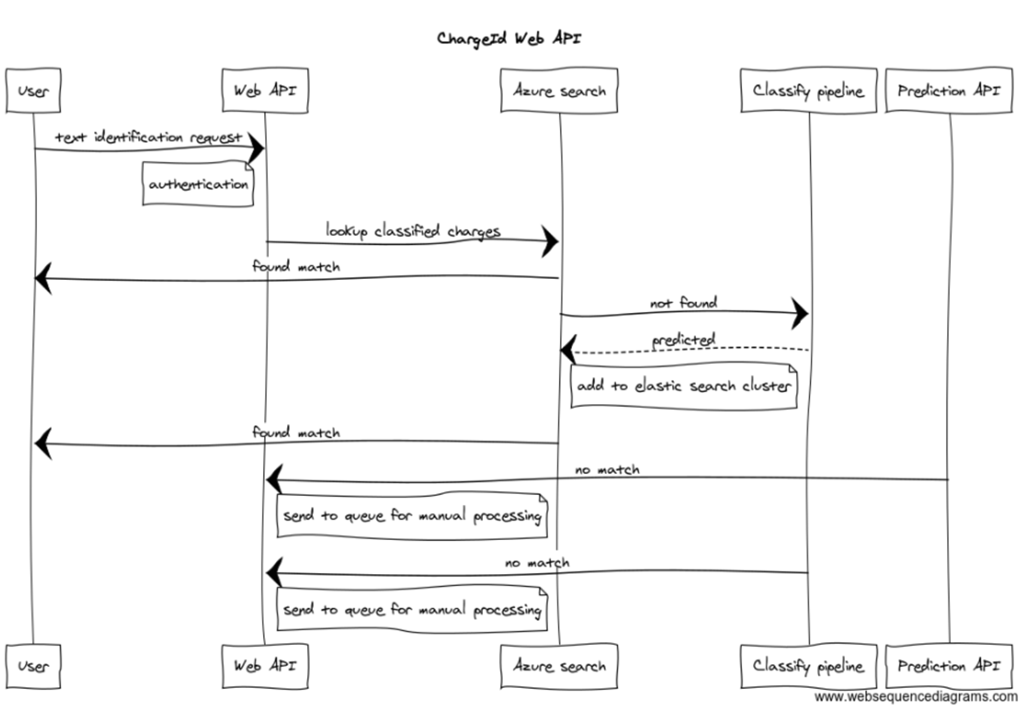 ChargeId Web API
User
Web API
Azure search
Classify pipeline
Prediction API
text identification request
authentication
lookup classified charges
found match
not found
predicted
add to elastic search cluster
found match
no match
send to queue for manual processing
no match
send to queue for manual processing
User
Web API
Azure search
Classify pipeline
Prediction API
www.websequencediagrams.com